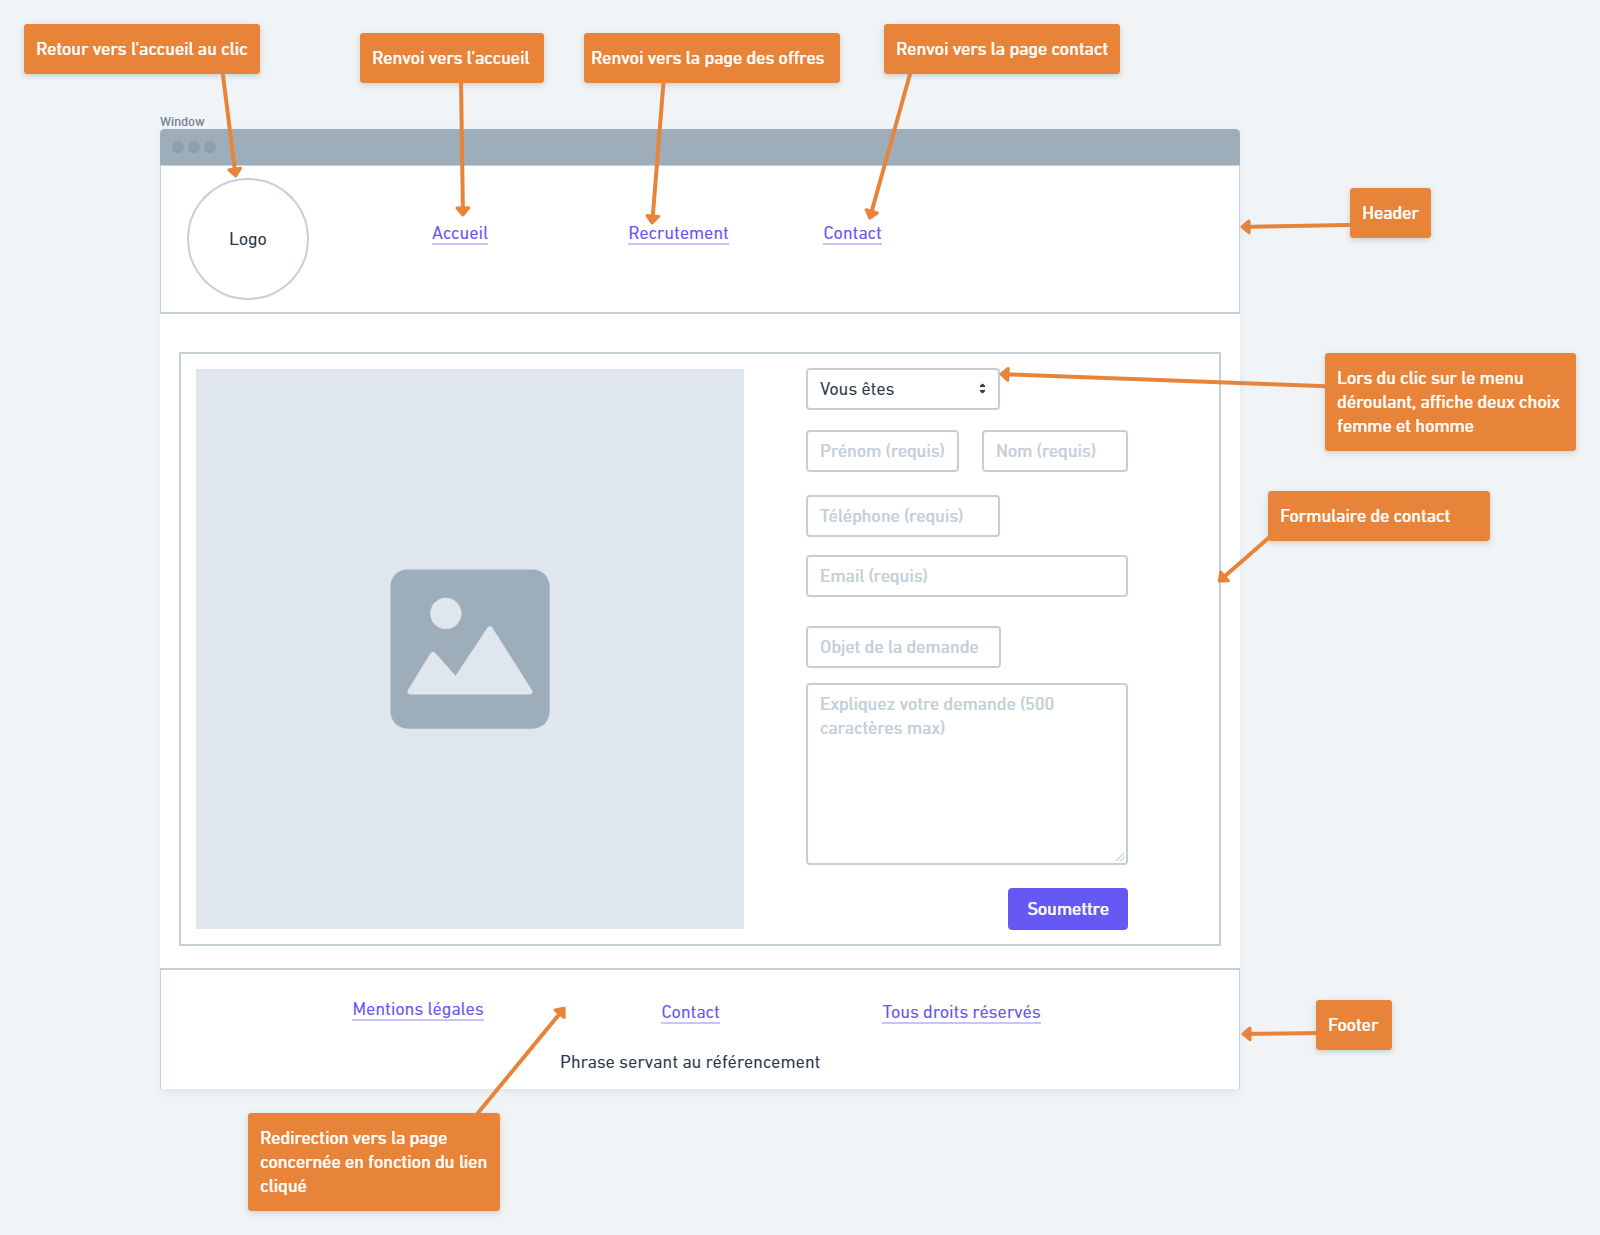 Retour vers l'accueil au clic
Renvoi vers l'accueil
Renvoi vers la page des offres
Renvoi vers la page contact
Window
Logo
Accueil
Recrutement
Contact
Header
Vous êtes
Lors du clic sur le menu
déroulant, affiche deux choix
femme et homme
Prénom (requis)
Nom (requis)
Téléphone (requis)
Formulaire de contact
Email (requis)
Objet de la demande
Expliquez votre demande (500
caractères max)
Soumettre
Mentions légales
Contact
Tous droits réservés
Footer
Phrase servant au référencement
Redirection vers la page
concernée en fonction du lien
cliqué